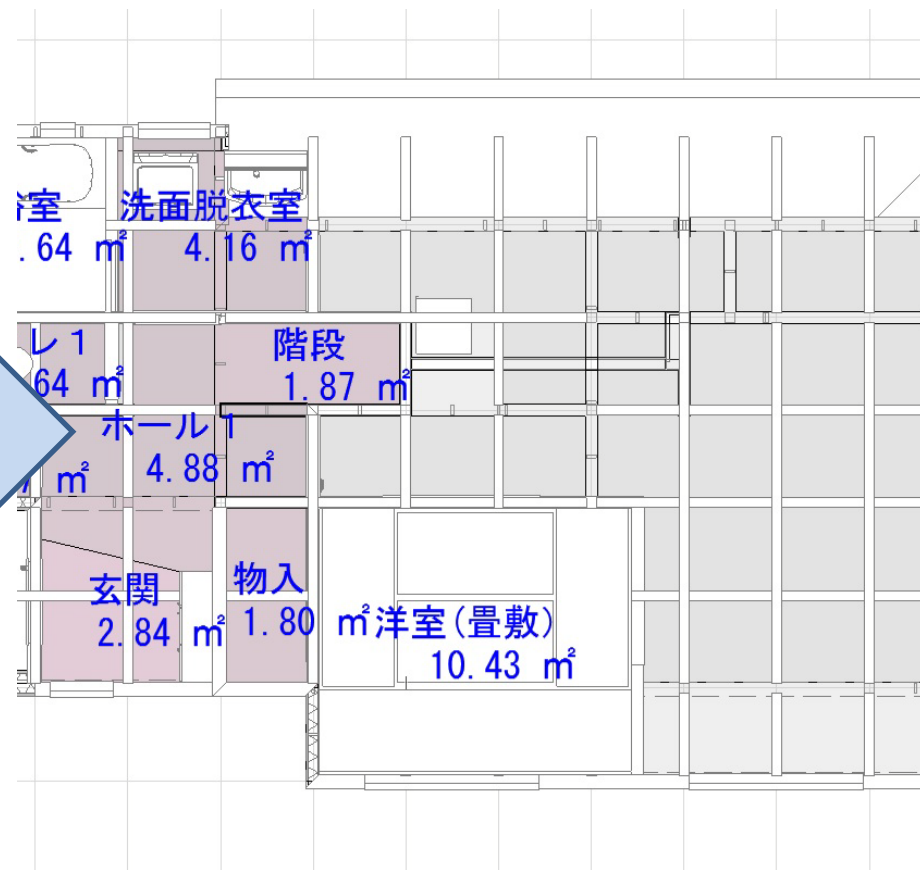 室
洗面脱衣室
.64 ㎡
4.16 ㎡
レ1
64 ㎡
階段
1.87 ㎡
ホール1
4.88 ㎡
㎡
玄関
2.84 ㎡
物入
1.80 ㎡
洋室(畳敷)
10.43 ㎡